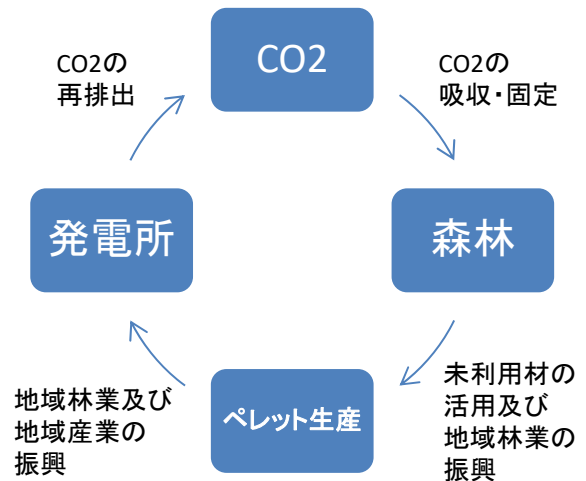 CO2
CO2の
吸収・固定
森林
未利用材の
活用及び
地域林業の
振興
ペレット生産
地域林業及び
地域産業の
振興
発電所
CO2の
再排出